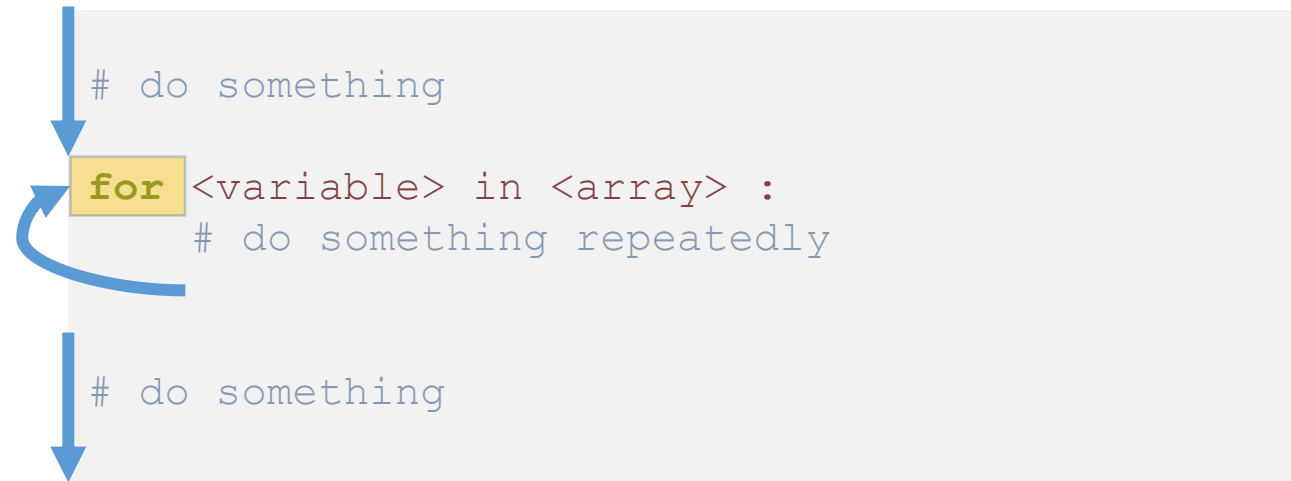 # do something
for <variable> in <array> :
# do something repeatedly
# do something